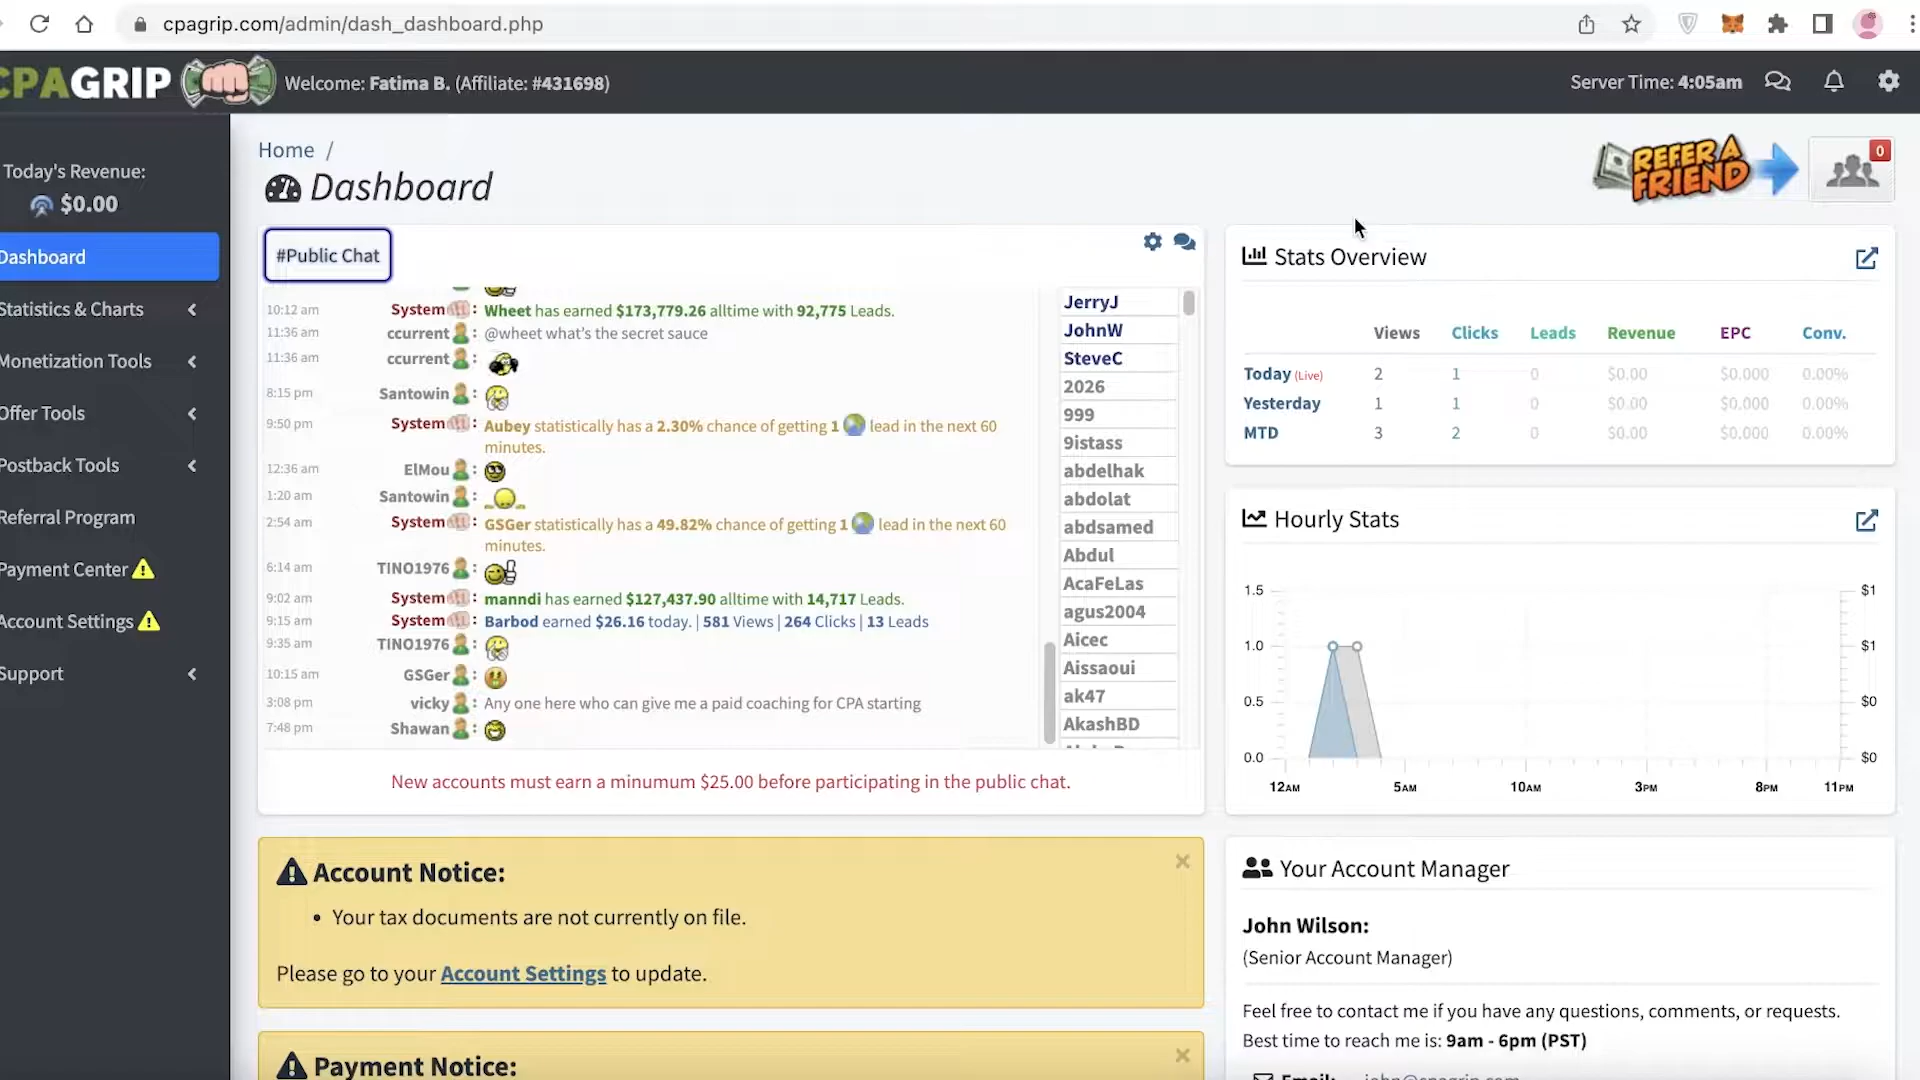 cpagrip.com/admin/dash_dashboard.php
CPAGRIP
Welcome: Fatima B. (Affiliate: #431698)
Server Time: 4:05am
Today's Revenue:
$0.00
Dashboard
Statistics & Charts
Monetization Tools
Offer Tools
Postback Tools
Referral Program
Payment Center
Account Settings
Support
Home /
Dashboard
REFER A
FRIEND
0
#Public Chat
10:12 am System: Wheet has earned $173,779.26 alltime with 92,775 Leads.
11:36 am ccurrent: @wheet what's the secret sauce
11:36 am ccurrent:
8:15 pm Santowin:
9:50 pm System: Aubey statistically has a 2.30% chance of getting 1 lead in the next 60
minutes.
12:36 am ElMou:
1:20 am Santowin:
2:54 am System: GSGer statistically has a 49.82% chance of getting 1 lead in the next 60
minutes.
6:14 am TINO1976:
9:02 am System: manndi has earned $127,437.90 alltime with 14,717 Leads.
9:15 am System: Barbod earned $26.16 today. | 581 Views | 264 Clicks | 13 Leads
9:35 am TINO1976:
10:15 am GSGer:
3:08 pm vicky: Any one here who can give me a paid coaching for CPA starting
7:48 pm Shawan:
JerryJ
JohnW
SteveC
2026
999
9istass
abdelhak
abdolat
abdsamed
Abdul
AcaFeLas
agus2004
Aicec
Aissaoui
ak47
AkashBD
New accounts must earn a minumum $25.00 before participating in the public chat.
Account Notice:
• Your tax documents are not currently on file.
Please go to your Account Settings to update.
Payment Notice:
Stats Overview
Views Clicks Leads Revenue EPC Conv.
Today (Live) 2 1 0 $0.00 $0.000 0.00%
Yesterday 1 1 0 $0.00 $0.000 0.00%
MTD 3 2 0 $0.00 $0.000 0.00%
Hourly Stats
1.5 $1
1.0 $1
0.5 $0
0.0 $0
12AM 5AM 10AM 3PM 8PM 11PM
Your Account Manager
John Wilson:
(Senior Account Manager)
Feel free to contact me if you have any questions, comments, or requests.
Best time to reach me is: 9am - 6pm (PST)
Email: john@cpagrip.com